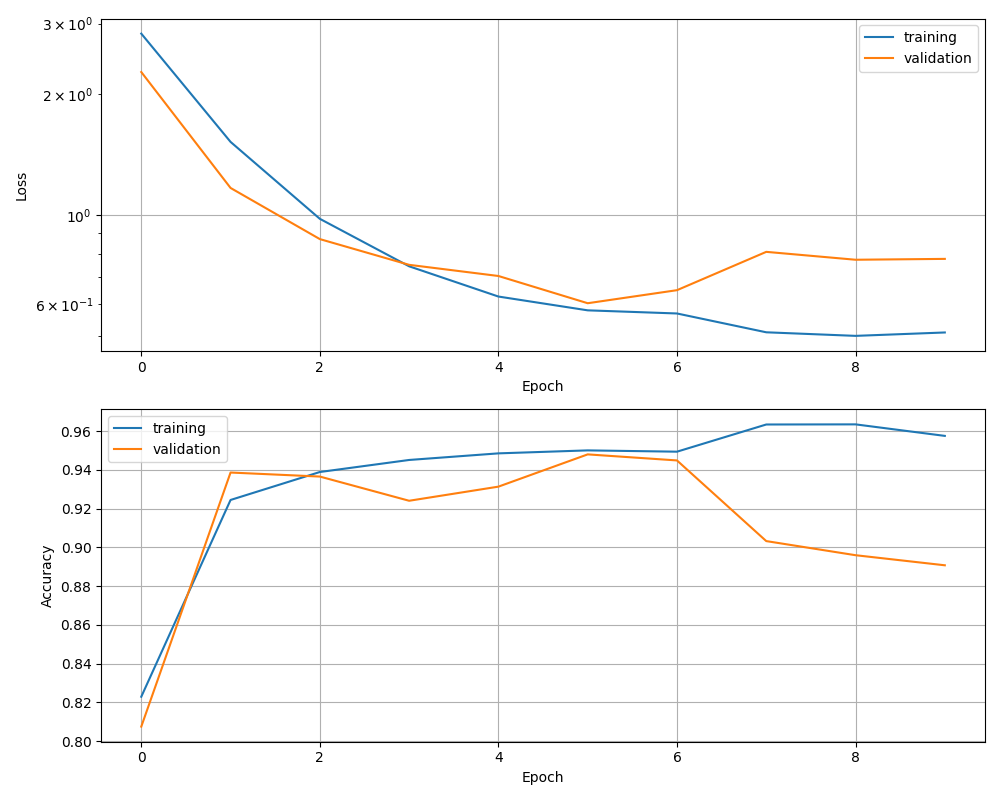 3 × 10⁰
2 × 10⁰
10⁰
6 × 10⁻¹
Loss
training
validation
0 2 4 6 8
Epoch
0.96
0.94
0.92
0.90
0.88
0.86
0.84
0.82
0.80
Accuracy
training
validation
0 2 4 6 8
Epoch